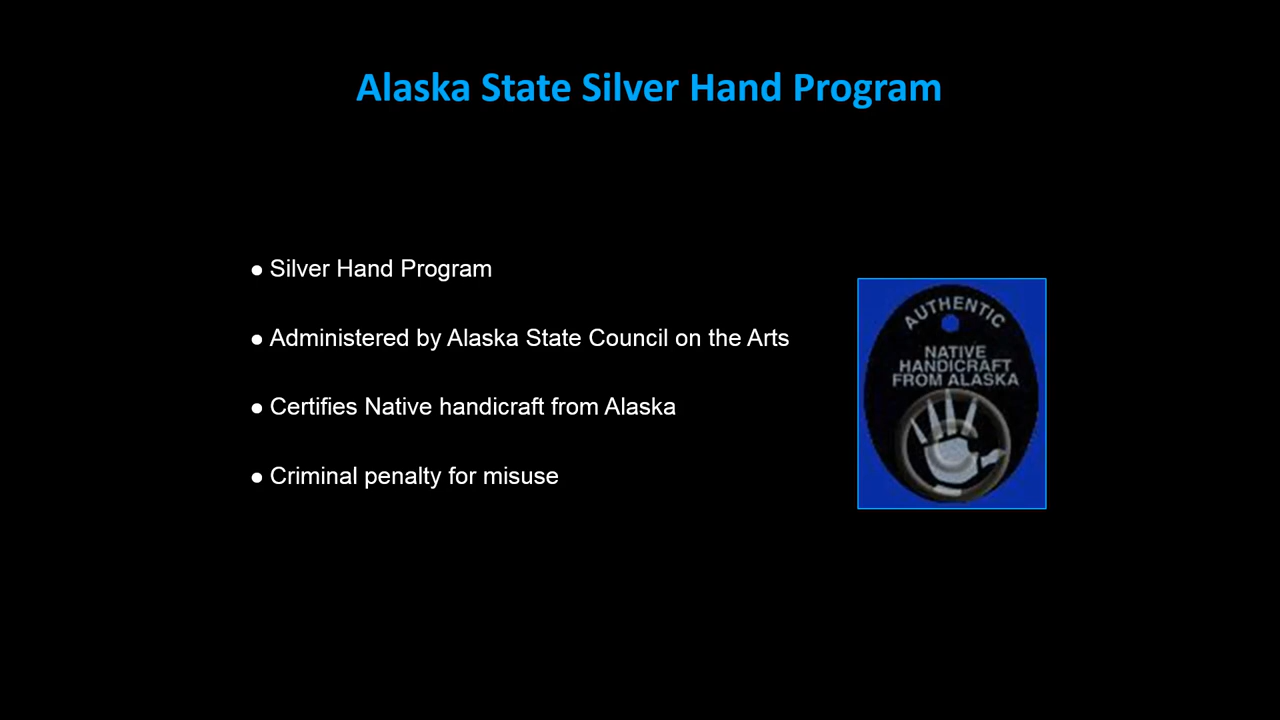 Alaska State Silver Hand Program
● Silver Hand Program
● Administered by Alaska State Council on the Arts
● Certifies Native handicraft from Alaska
● Criminal penalty for misuse
AUTHENTIC
NATIVE
HANDICRAFT
FROM ALASKA